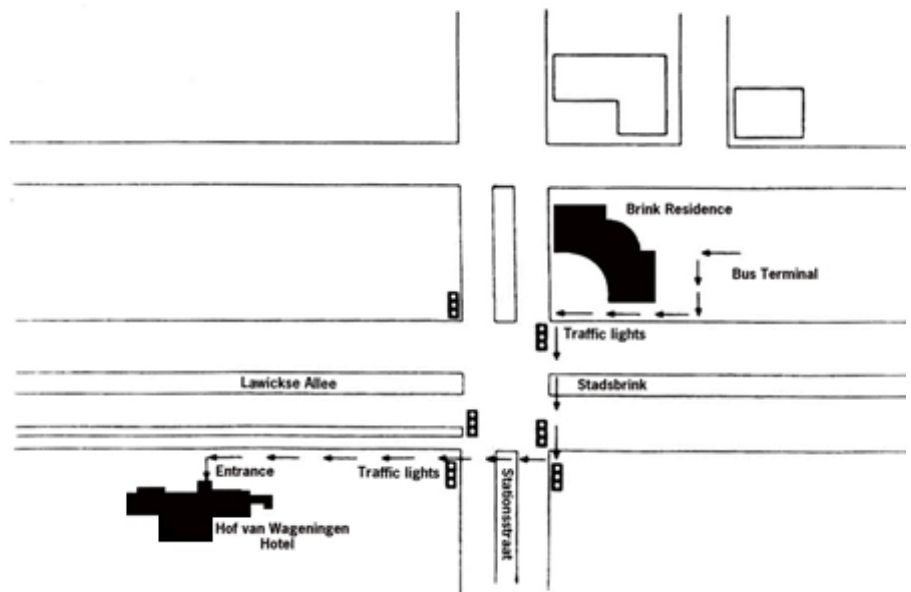 Brink Residence
Bus Terminal
Traffic lights
Lawickse Allee
Stadsbrink
Entrance
Traffic lights
Stationsstraat
Hof van Wageningen
Hotel